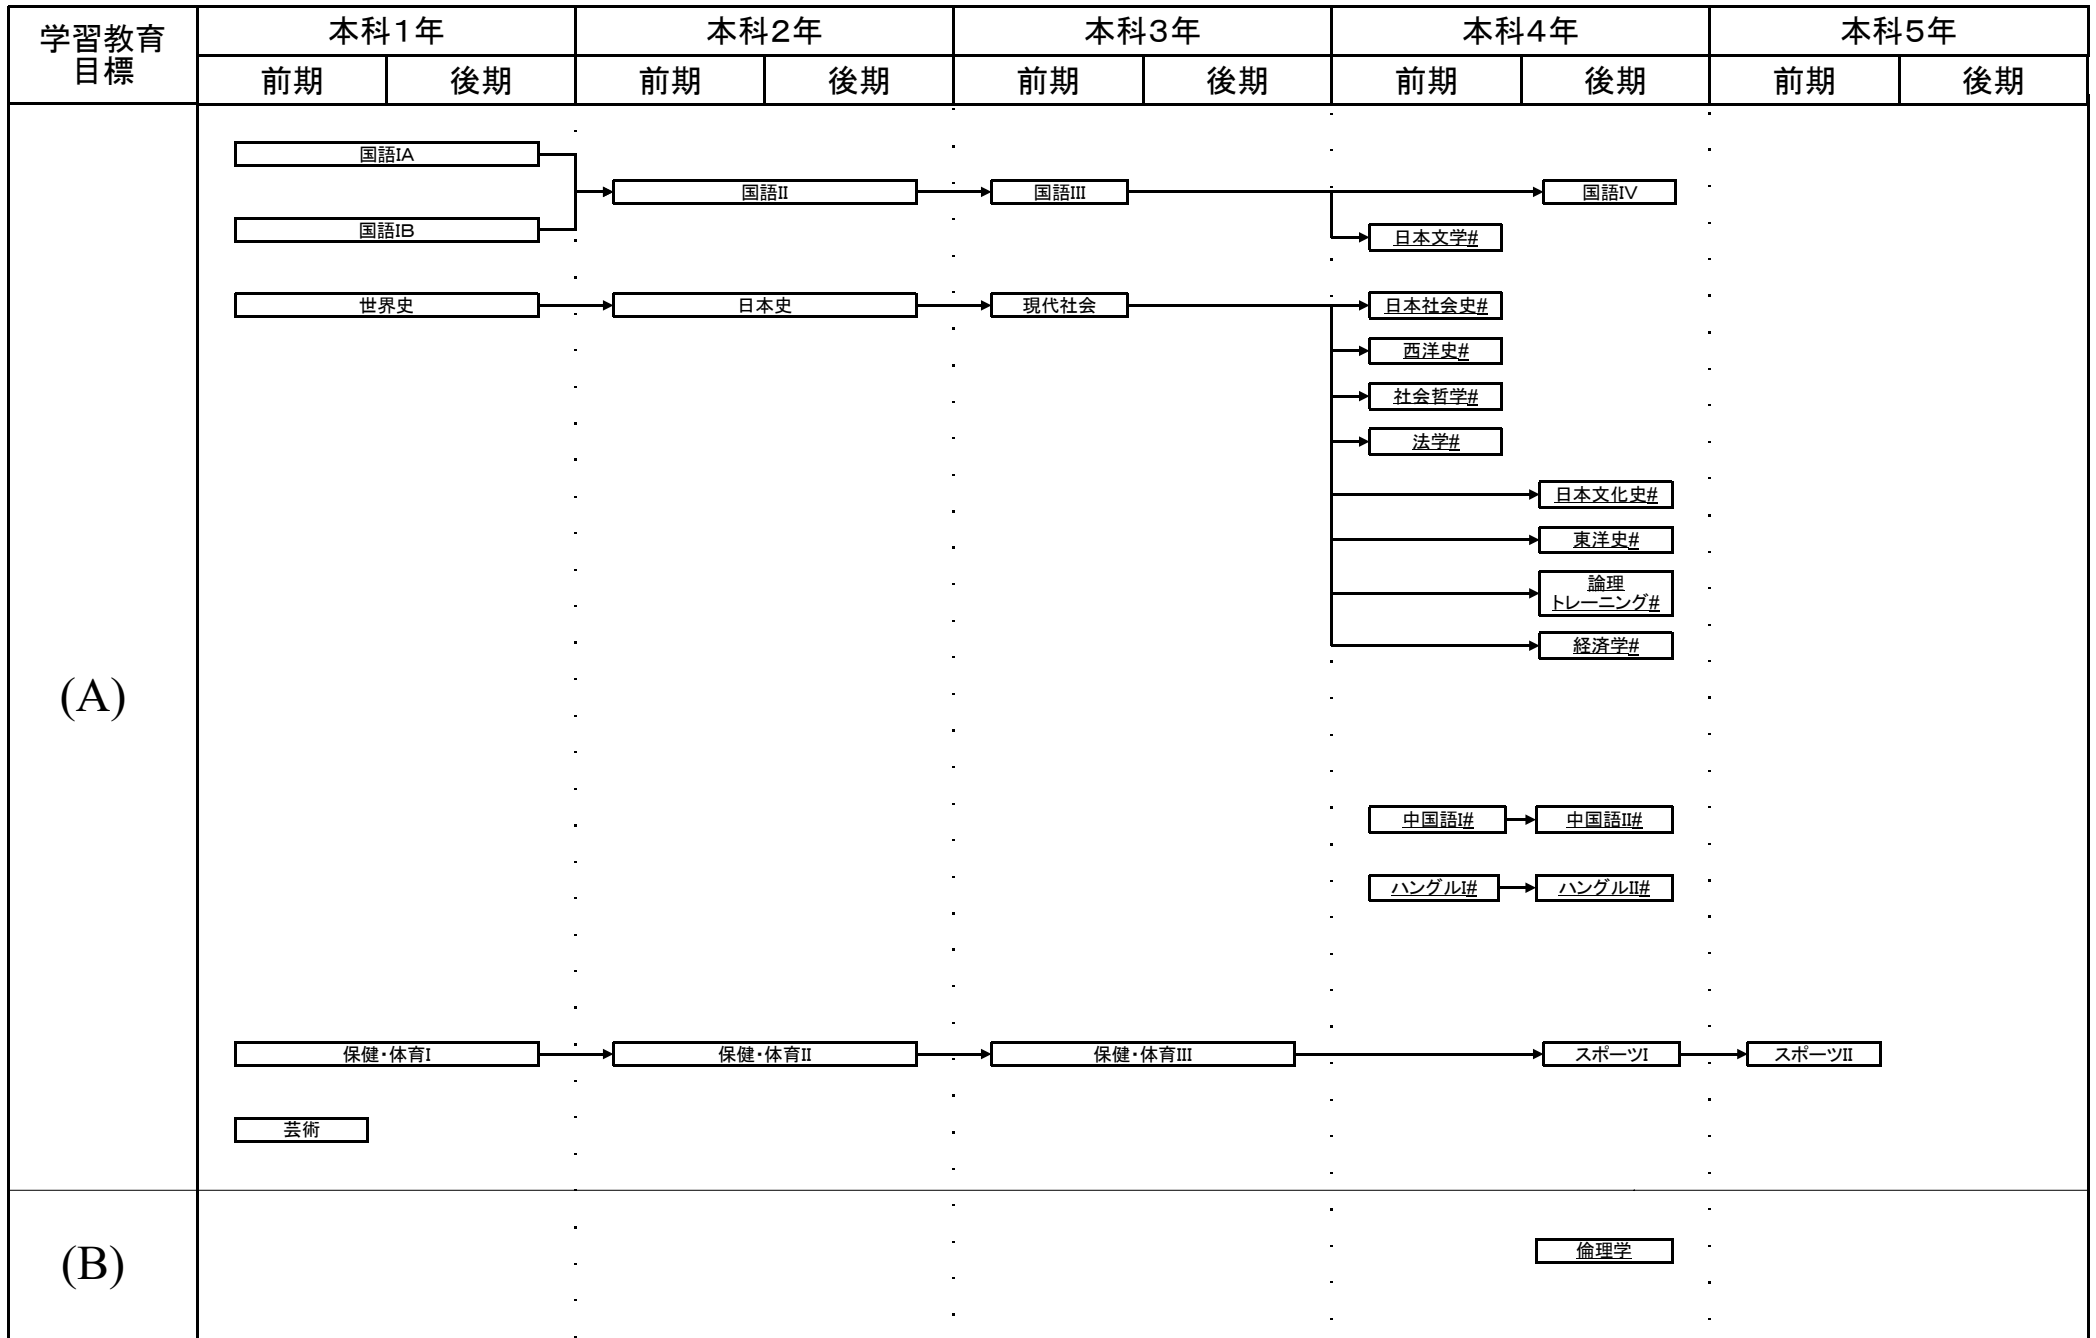 学習教育
目標
本科1年
本科2年
本科3年
本科4年
本科5年
前期
後期
前期
後期
前期
後期
前期
後期
前期
後期
(A)
国語IA
国語IB
国語II
国語III
国語IV
日本文学#
世界史
日本史
現代社会
日本社会史#
西洋史#
社会哲学#
法学#
日本文化史#
東洋史#
論理
トレーニング#
経済学#
中国語I#
中国語II#
ハングルI#
ハングルII#
保健・体育I
保健・体育II
保健・体育III
スポーツI
スポーツII
芸術
(B)
倫理学